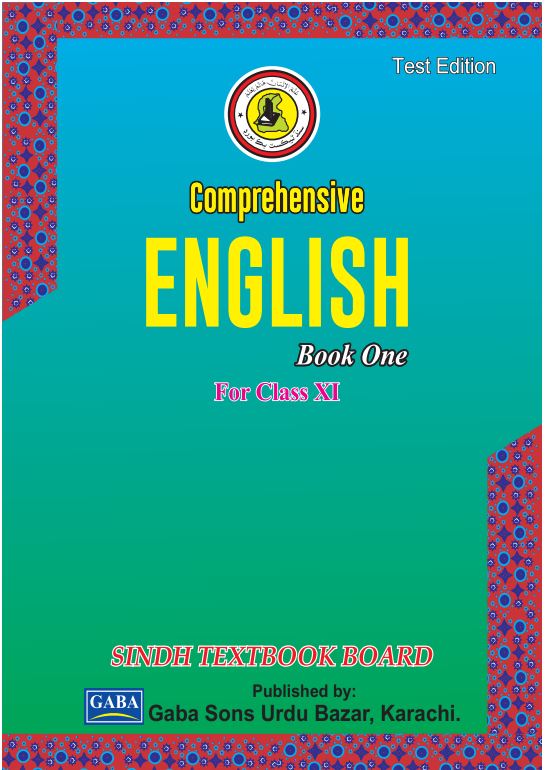 Test Edition
Comprehensive
ENGLISH
Book One
For Class XI
SINDH TEXTBOOK BOARD
Published by:
GABA
Gaba Sons Urdu Bazar, Karachi.